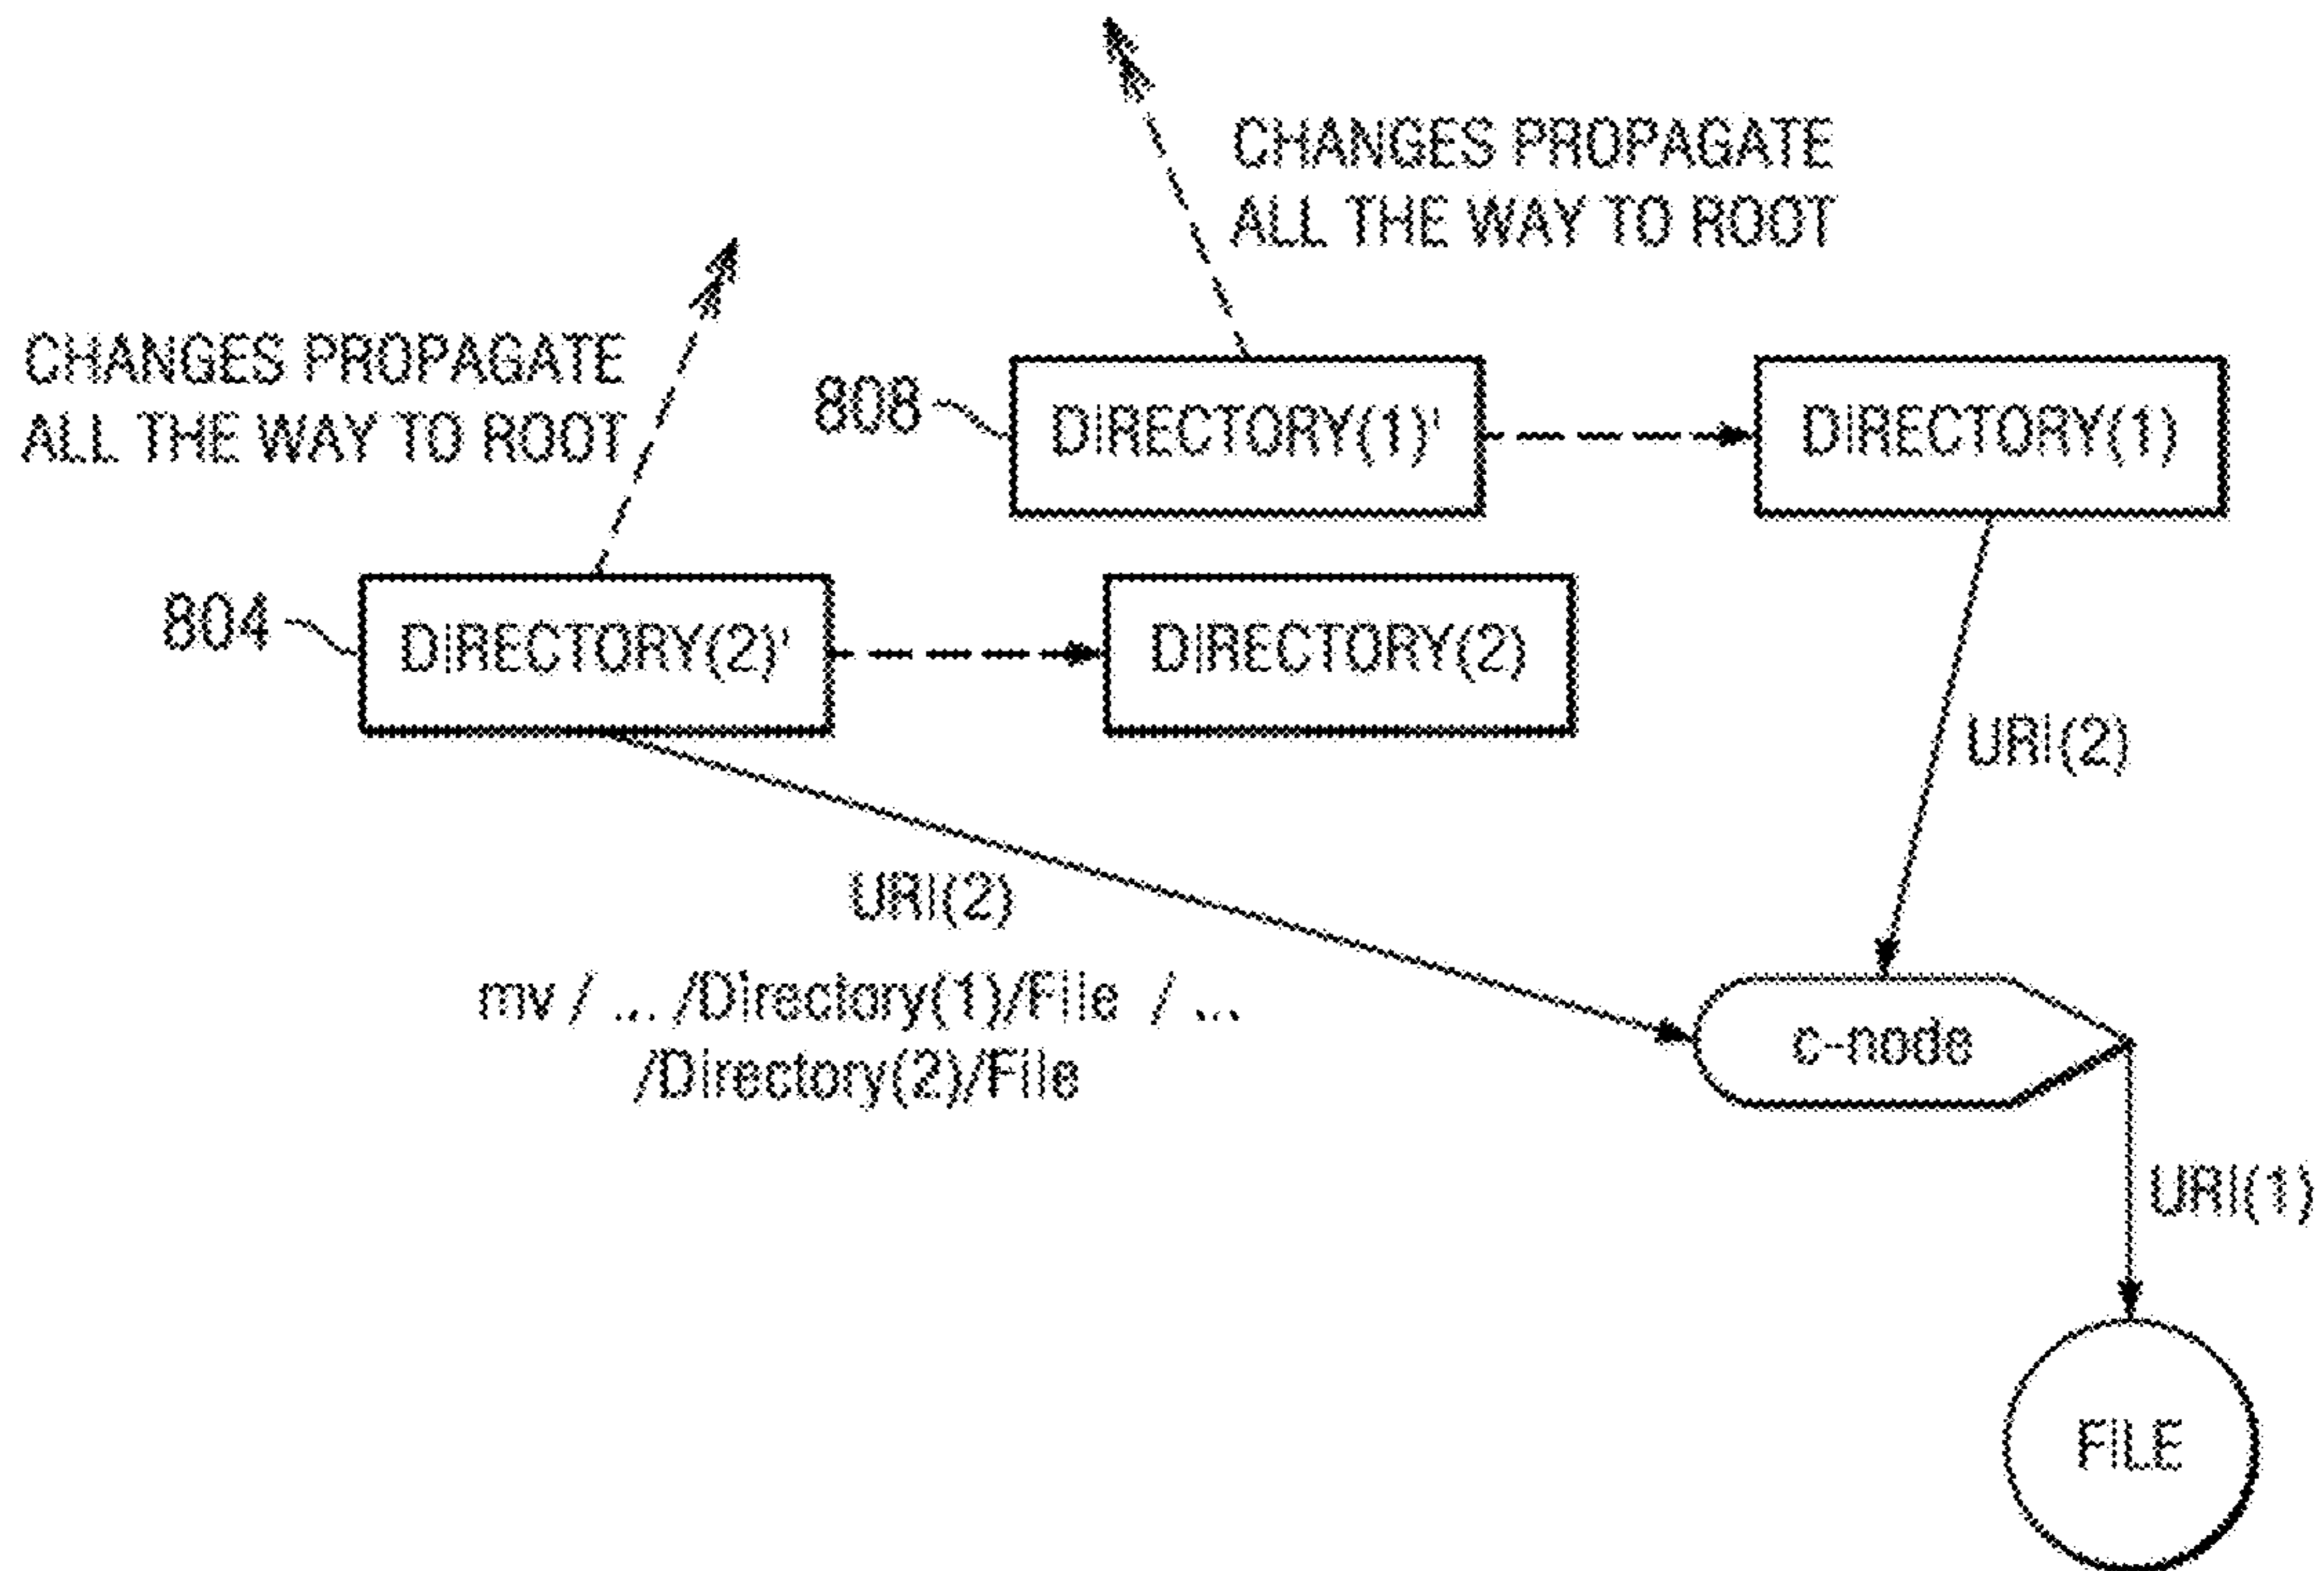 CHANGES PROPAGATE
ALL THE WAY TO ROOT
CHANGES PROPAGATE
ALL THE WAY TO ROOT
808
DIRECTORY(1)'
DIRECTORY(1)
804
DIRECTORY(2)'
DIRECTORY(2)
URI(2)
URI(2)
mv / ... /Directory(1)/File / ...
/Directory(2)/File
c-node
URI(1)
FILE